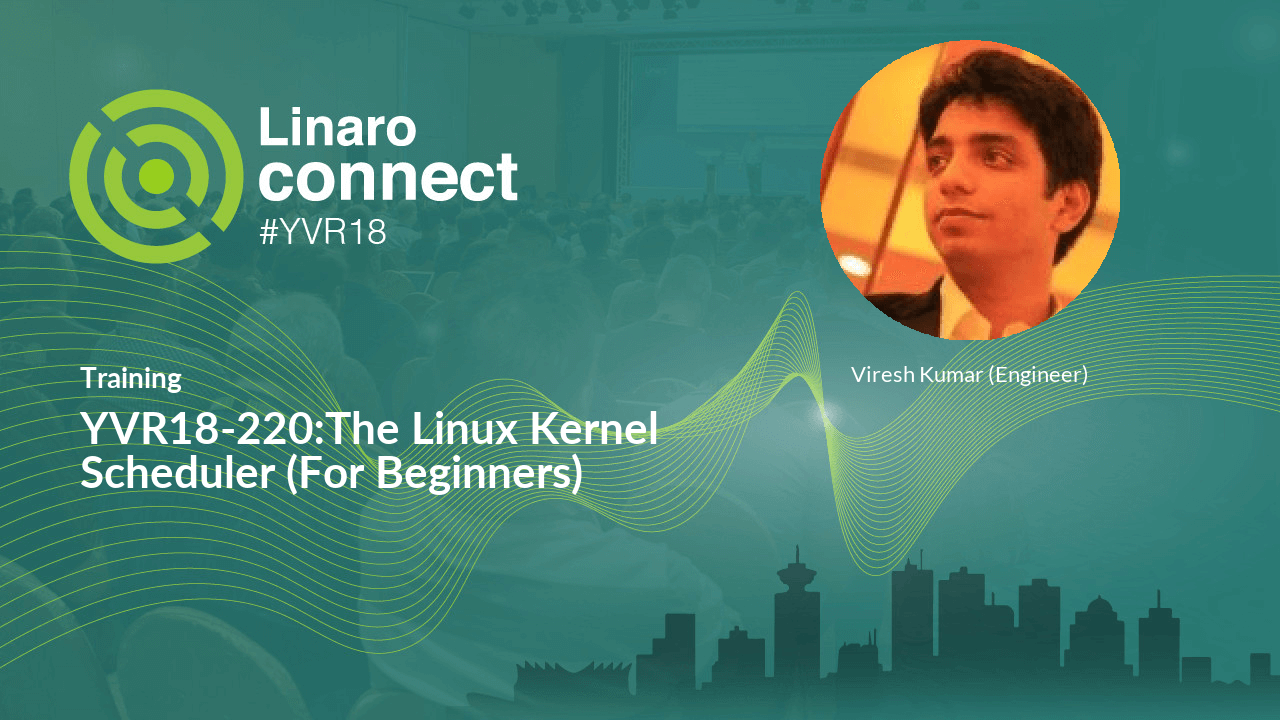 Linaro
connect
#YVR18
Training
YVR18-220:The Linux Kernel
Scheduler (For Beginners)
Viresh Kumar (Engineer)